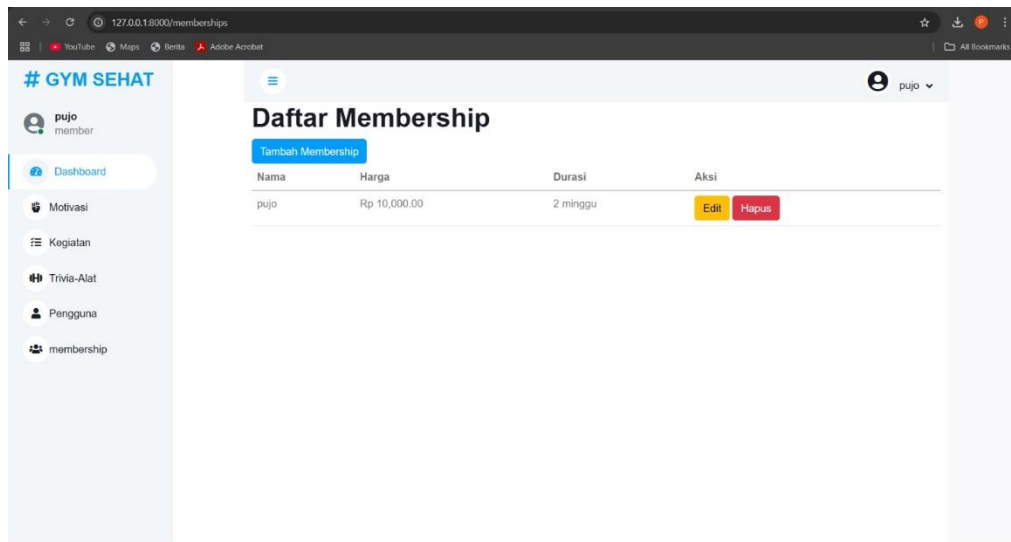 127.0.0.1:8000/memberships
YouTube Maps Berita Adobe Acrobat All Bookmarks
# GYM SEHAT
pujo
member
Dashboard
Motivasi
Kegiatan
Trivia-Alat
Pengguna
membership
pujo
Daftar Membership
Tambah Membership
Nama Harga Durasi Aksi
pujo Rp 10,000.00 2 minggu Edit Hapus